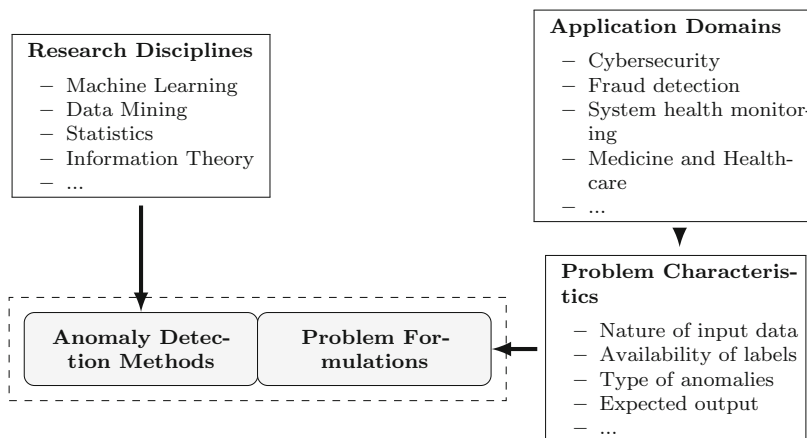 Research Disciplines
– Machine Learning
– Data Mining
– Statistics
– Information Theory
– ...
Application Domains
– Cybersecurity
– Fraud detection
– System health monitor-
ing
– Medicine and Health-
care
– ...
Problem Characteris-
tics
– Nature of input data
– Availability of labels
– Type of anomalies
– Expected output
– ...
Anomaly Detec-
tion Methods
Problem For-
mulations